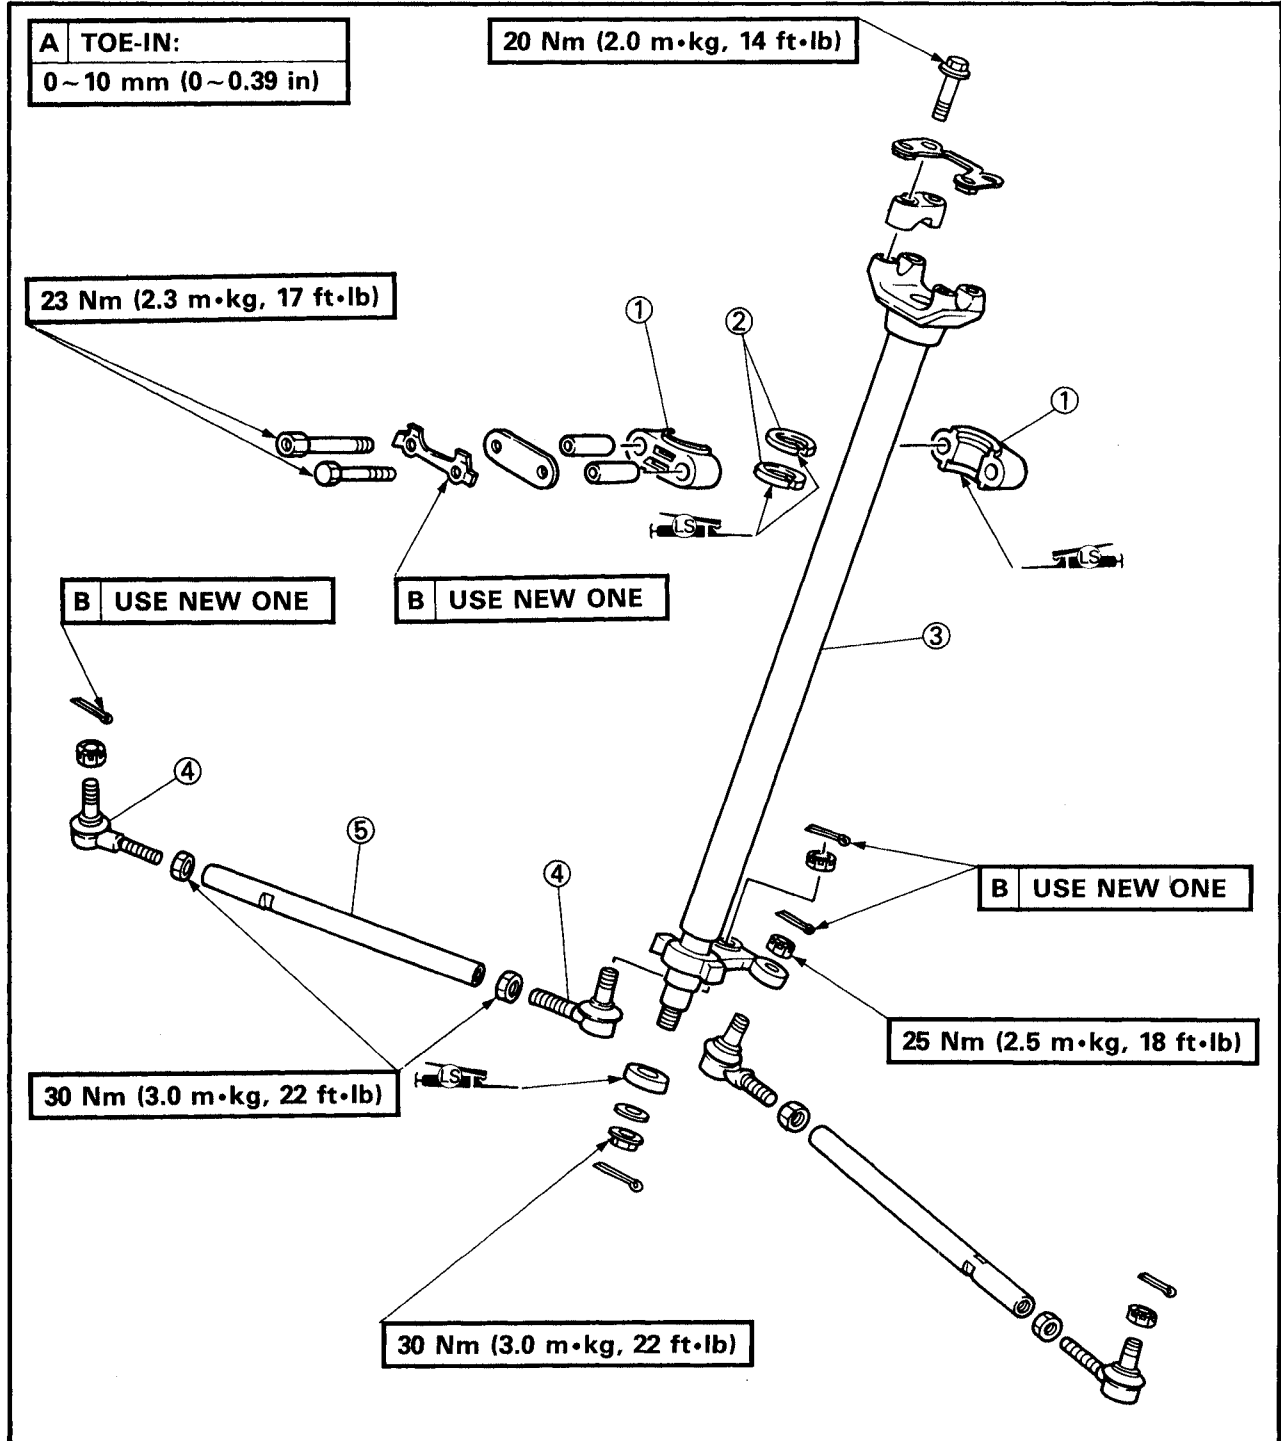 A TOE-IN:
0~10 mm (0~0.39 in)
20 Nm (2.0 m•kg, 14 ft•lb)
23 Nm (2.3 m•kg, 17 ft•lb)
①
②
①
LS
LS
B USE NEW ONE
B USE NEW ONE
③
④
⑤
④
B USE NEW ONE
25 Nm (2.5 m•kg, 18 ft•lb)
30 Nm (3.0 m•kg, 22 ft•lb)
LS
30 Nm (3.0 m•kg, 22 ft•lb)